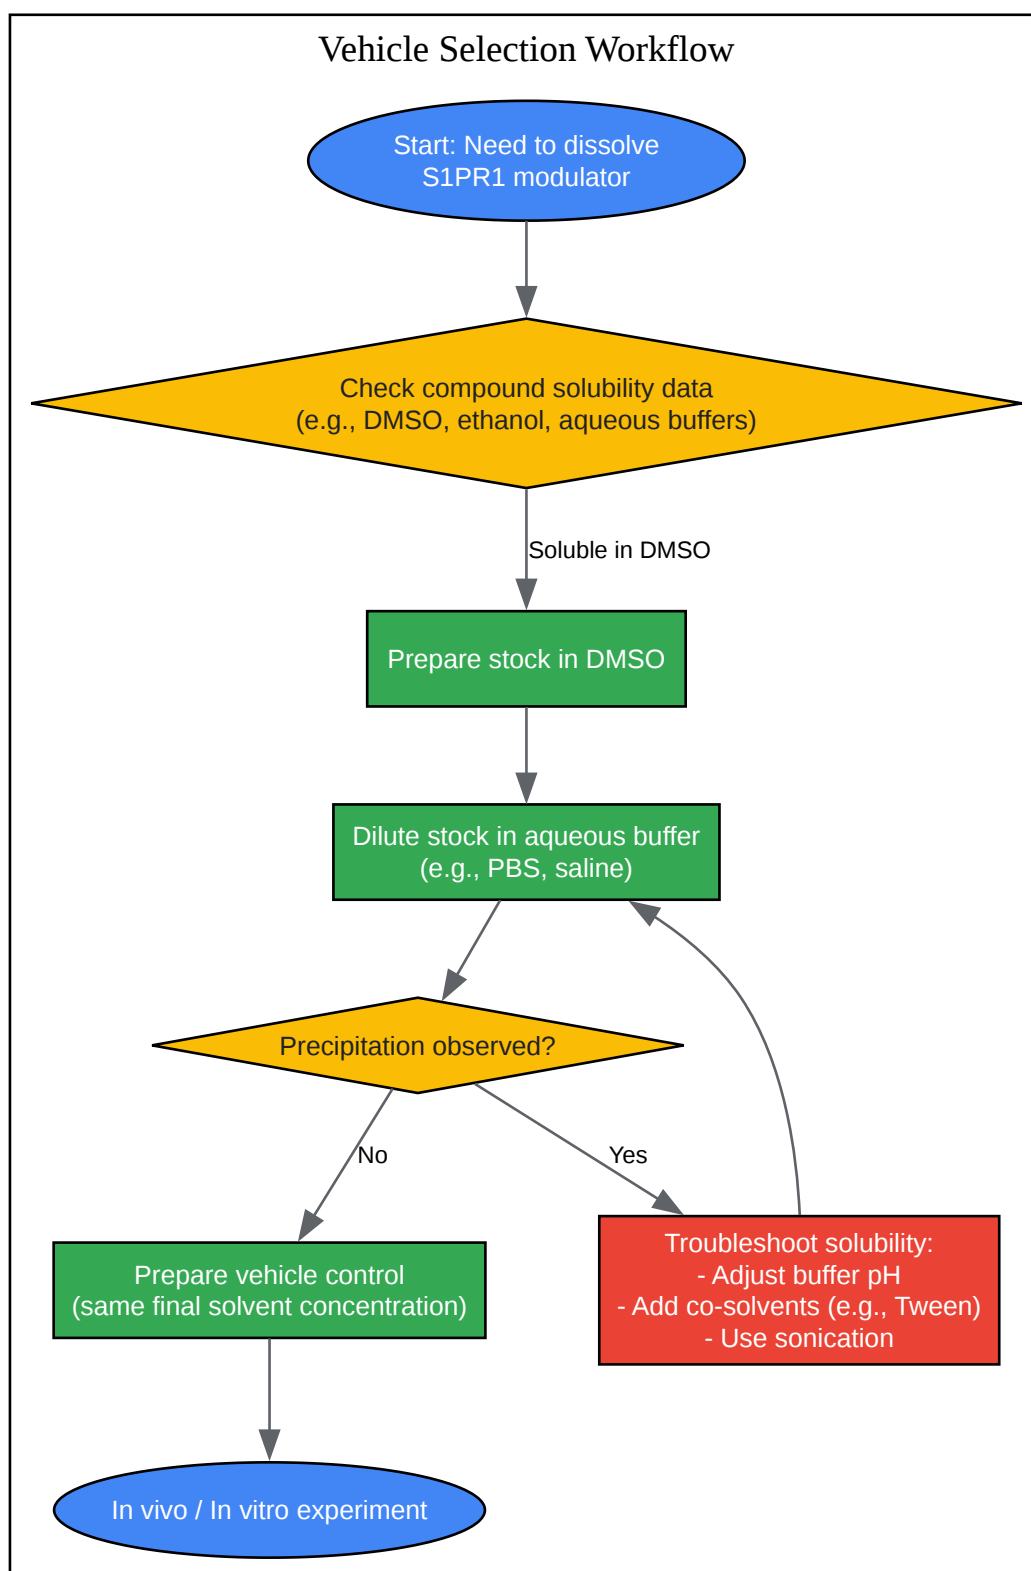 Vehicle Selection Workflow
Start: Need to dissolve
S1PR1 modulator
Check compound solubility data
(e.g., DMSO, ethanol, aqueous buffers)
Soluble in DMSO
Prepare stock in DMSO
Dilute stock in aqueous buffer
(e.g., PBS, saline)
Precipitation observed?
No
Yes
Prepare vehicle control
(same final solvent concentration)
Troubleshoot solubility:
- Adjust buffer pH
- Add co-solvents (e.g., Tween)
- Use sonication
In vivo / In vitro experiment